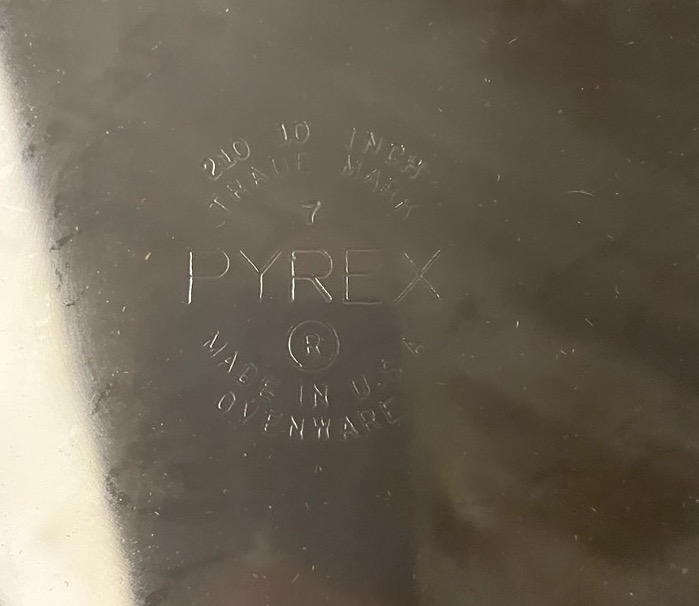 210 10 INCH
TRADE MARK
7
PYREX
®
MADE IN U.S.A
OVENWARE